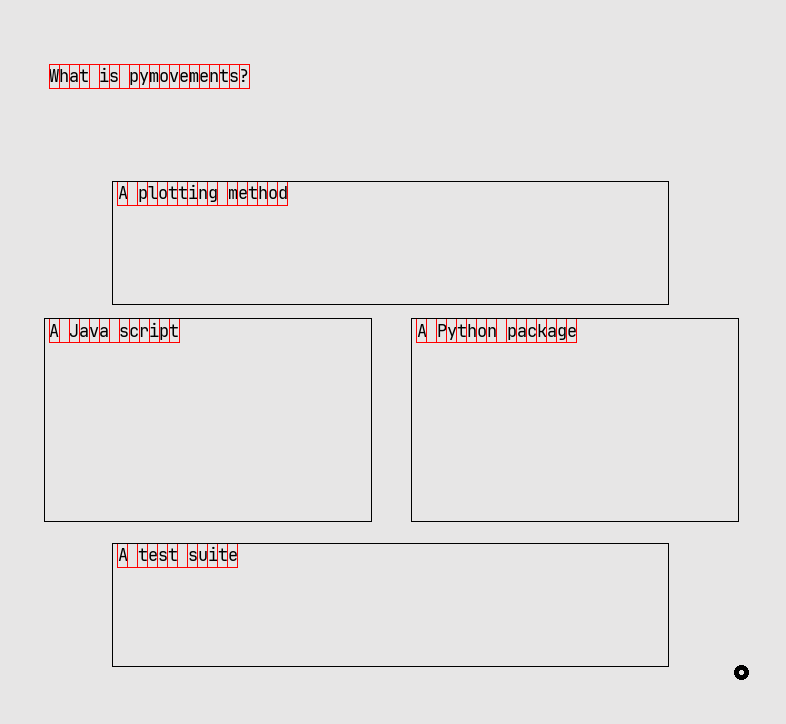 What is pymovements?
A plotting method
A Java script
A Python package
A test suite